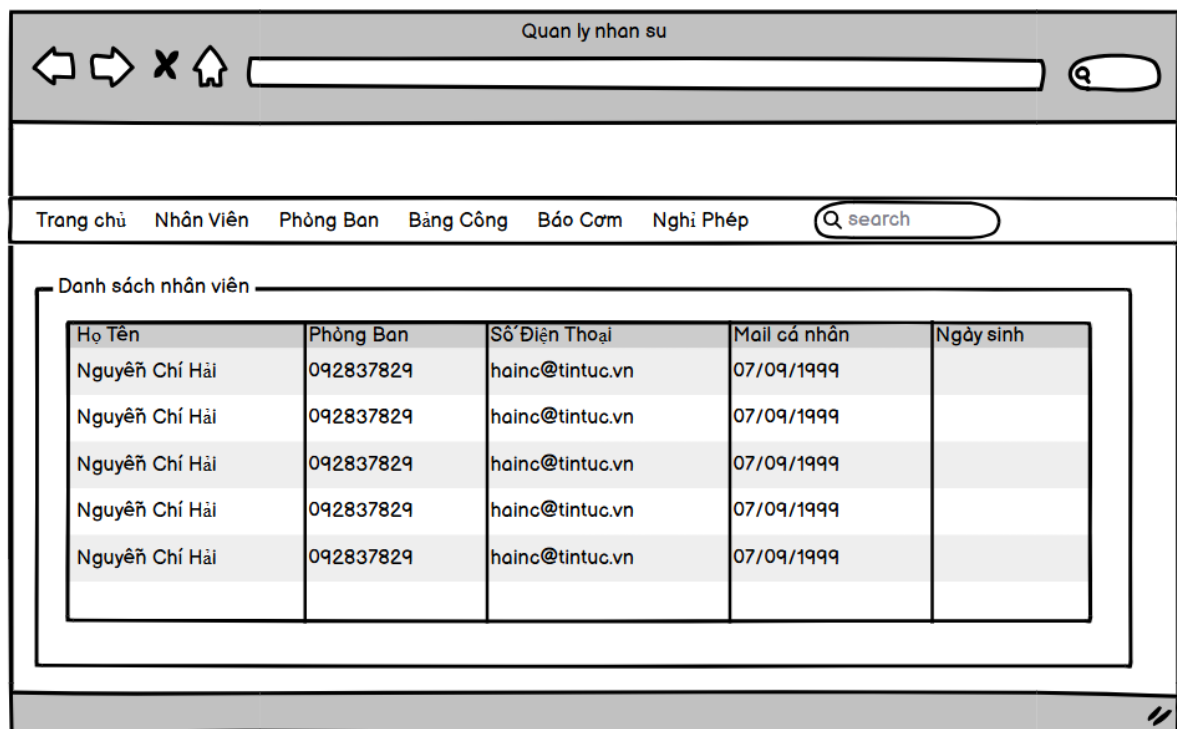 Quan ly nhan su
Trang chủ Nhân Viên Phòng Ban Bảng Công Báo Cơm Nghỉ Phép search
Danh sách nhân viên
Họ Tên Phòng Ban Số Điện Thoại Mail cá nhân Ngày sinh
Nguyễn Chí Hải 092837829 hainc@tintuc.vn 07/09/1999
Nguyễn Chí Hải 092837829 hainc@tintuc.vn 07/09/1999
Nguyễn Chí Hải 092837829 hainc@tintuc.vn 07/09/1999
Nguyễn Chí Hải 092837829 hainc@tintuc.vn 07/09/1999
Nguyễn Chí Hải 092837829 hainc@tintuc.vn 07/09/1999